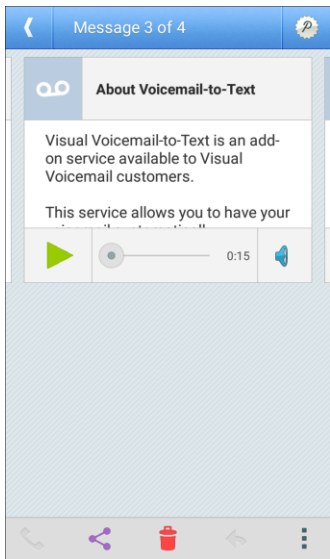 Message 3 of 4
About Voicemail-to-Text
Visual Voicemail-to-Text is an add-
on service available to Visual
Voicemail customers.
This service allows you to have your
0:15